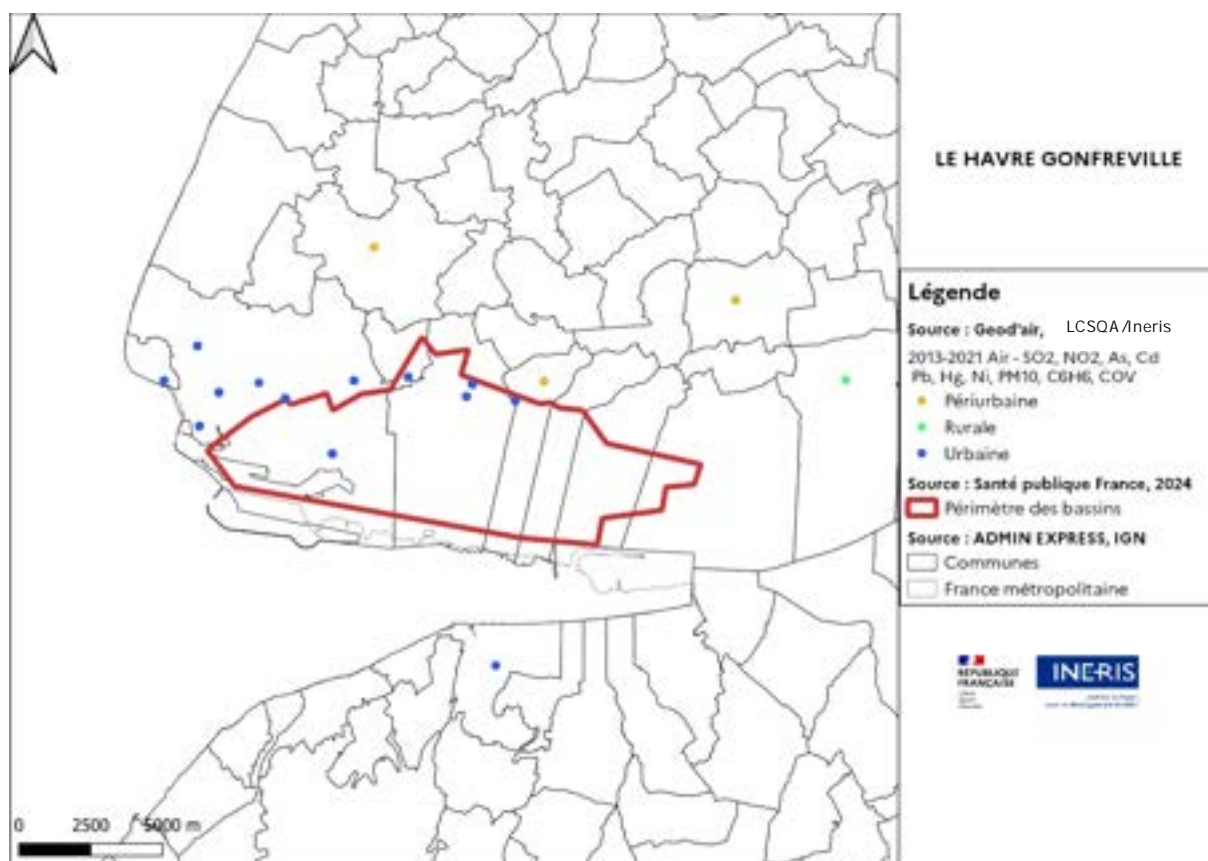 LE HAVRE GONFREVILLE
Légende
Source : Geod'air, LCSQA/Ineris
2013-2021 Air - SO2, NO2, As, Cd
Pb, Hg, Ni, PM10, C6H6, COV
Périurbaine
Rurale
Urbaine
Source : Santé publique France, 2024
Périmètre des bassins
Source : ADMIN EXPRESS, IGN
Communes
France métropolitaine
RÉPUBLIQUE
FRANÇAISE
INERIS
0 2500 5000 m